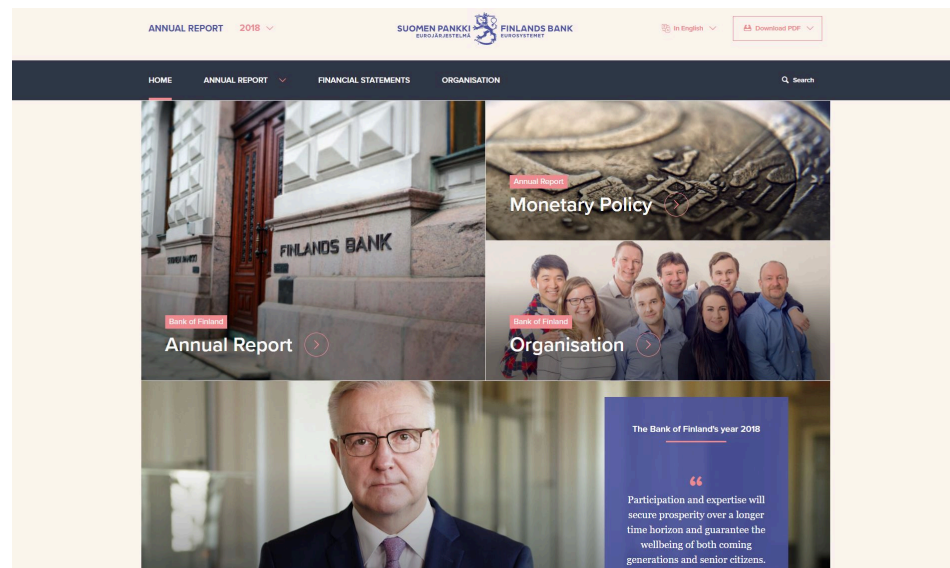 ANNUAL REPORT 2018
SUOMEN PANKKI FINLANDS BANK
EUROJÄRJESTELMÄ EUROSYSTEMET
In English
Download PDF
HOME ANNUAL REPORT FINANCIAL STATEMENTS ORGANISATION
Search
FINLANDS BANK
Bank of Finland
Annual Report
Annual Report
Monetary Policy
Bank of Finland
Organisation
The Bank of Finland's year 2018
“
Participation and expertise will
secure prosperity over a longer
time horizon and guarantee the
wellbeing of both coming
generations and senior citizens.